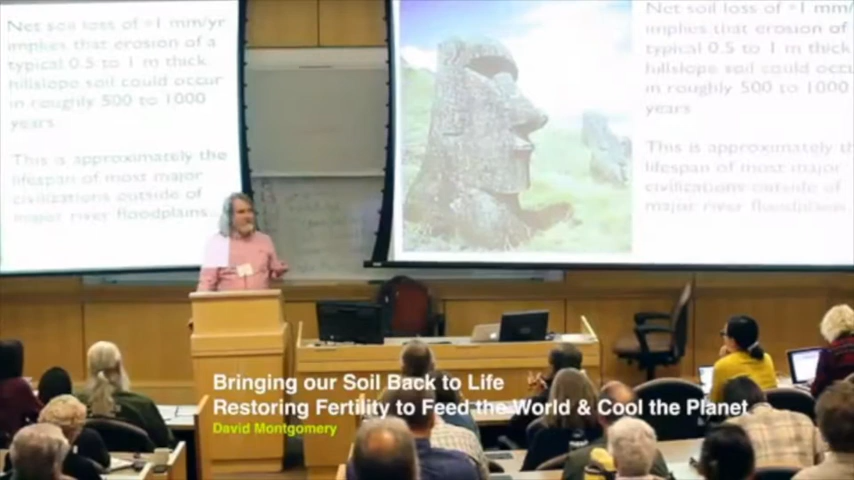 Net soil loss of ≈1 mm/yr
implies that erosion of a
typical 0.5 to 1 m thick
hillslope soil could occur
in roughly 500 to 1000
years.
This is approximately the
lifespan of most major
civilizations outside of
major river floodplains.
Net soil loss of ≈1 mm/
implies that erosion of
typical 0.5 to 1 m thick
hillslope soil could occ
in roughly 500 to 1000
years
This is approximately th
lifespan of most major
civilizations outside of
major river floodplains.
Bringing our Soil Back to Life
Restoring Fertility to Feed the World & Cool the Planet
David Montgomery